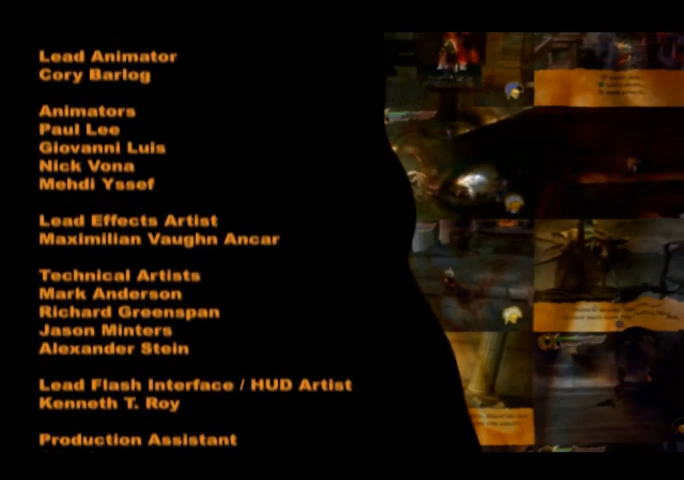 Lead Animator
Cory Barlog
Animators
Paul Lee
Giovanni Luis
Nick Vona
Mehdi Yssef
Lead Effects Artist
Maximilian Vaughn Ancar
Technical Artists
Mark Anderson
Richard Greenspan
Jason Minters
Alexander Stein
Lead Flash Interface / HUD Artist
Kenneth T. Roy
Production Assistant